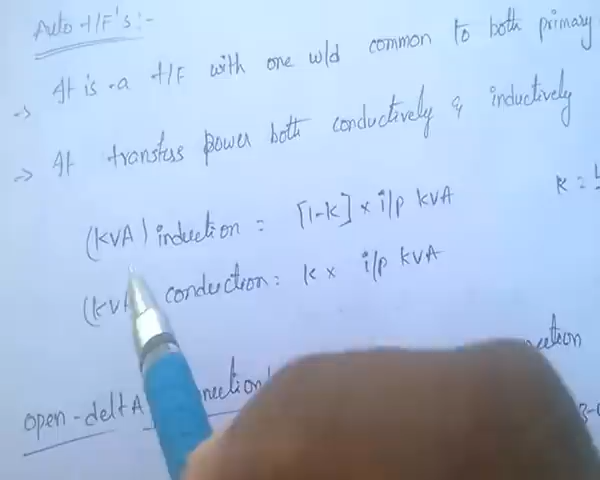 Auto t/F's:-
→ It is a t/F with one wld common to both primary
→ It transfers power both conductively & inductively
(KVA) induction = [1-K] × i/p KVA
K =
(KVA conduction = K × i/p KVA
open-delta